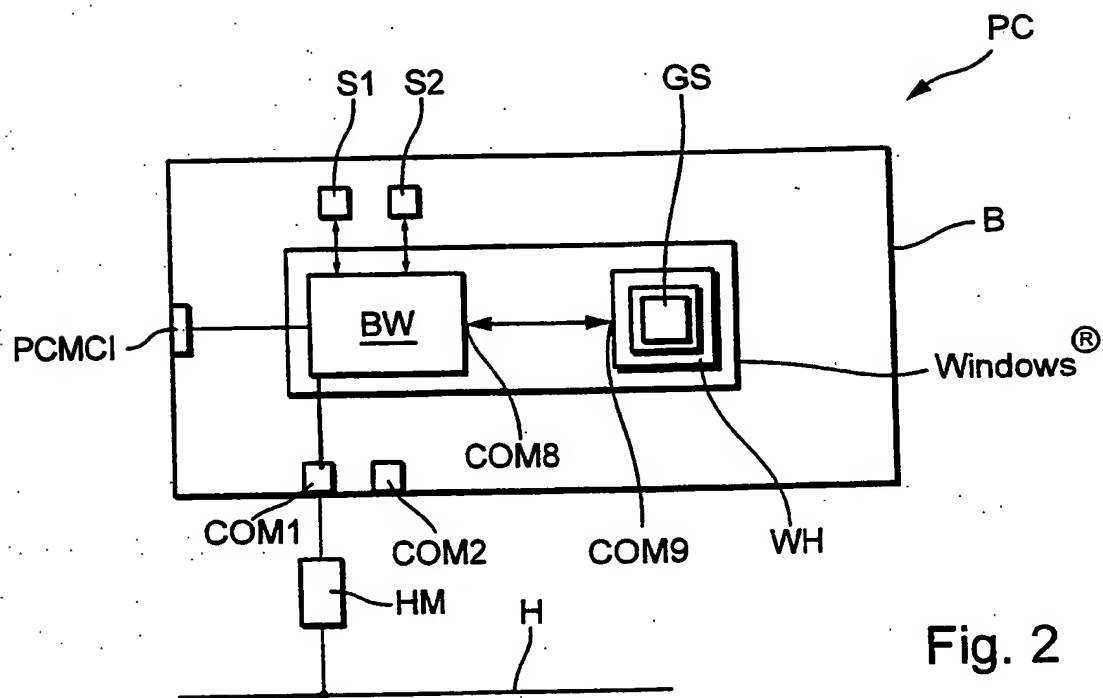 PC
S1
S2
GS
B
BW
PCMCI
Windows®
COM8
COM1
COM2
COM9
WH
HM
H
Fig. 2